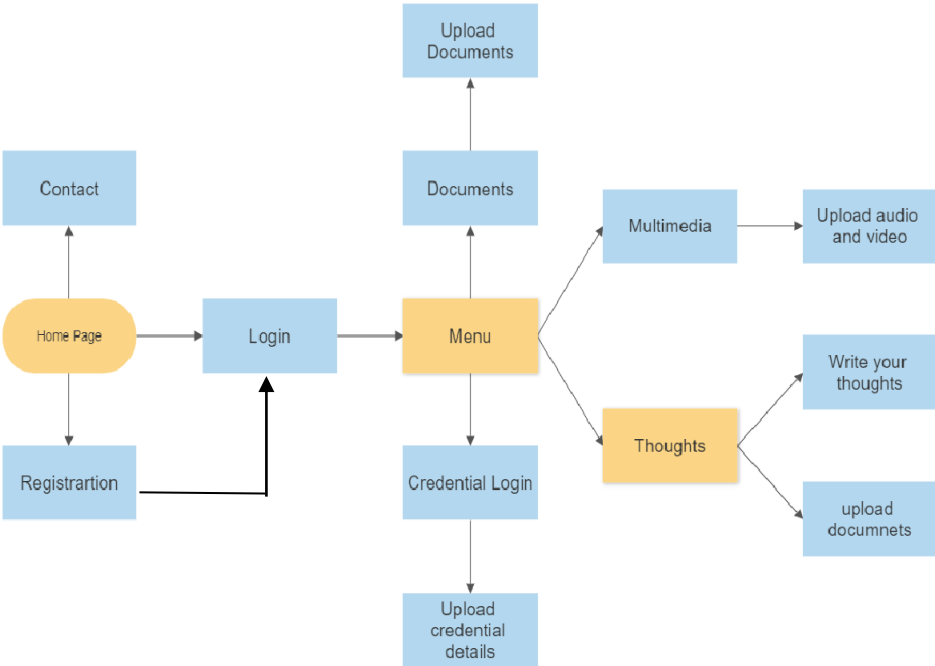 Upload
Documents
Contact
Documents
Multimedia
Upload audio
and video
Home Page
Login
Menu
Write your
thoughts
Thoughts
Registrartion
Credential Login
upload
documnets
Upload
credential
details